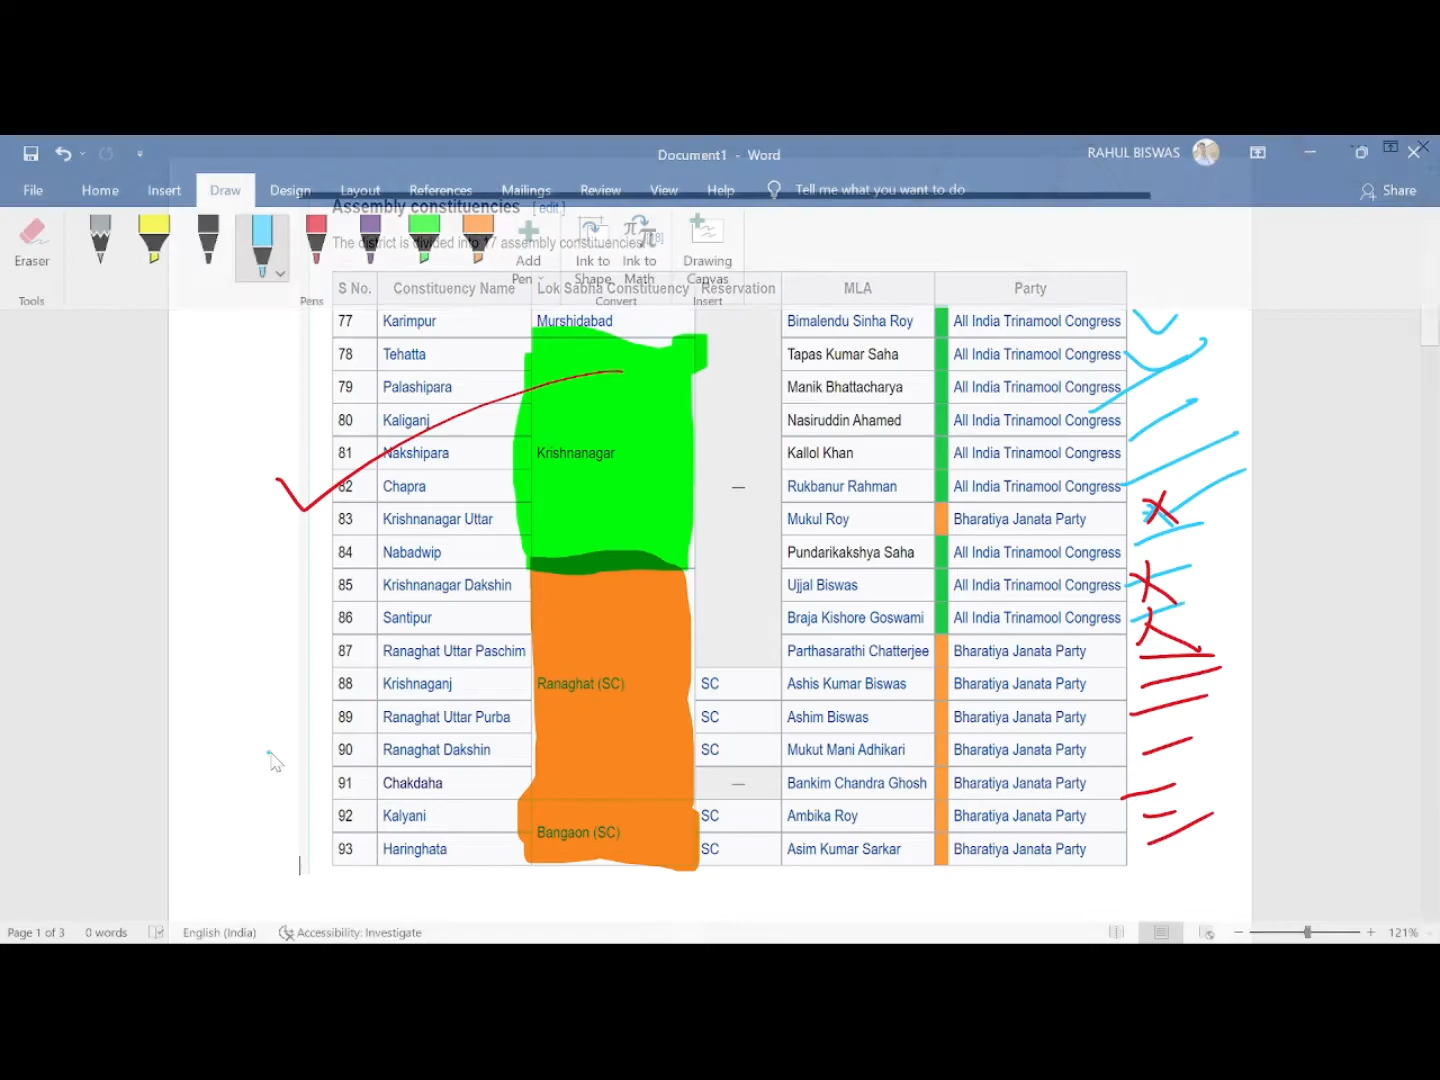 Document1 - Word
RAHUL BISWAS
File Home Insert Draw Design Layout References Mailings Review View Help Tell me what you want to do Share
Assembly constituencies [ edit ]
The district is divided into 17 assembly constituencies.[18]
Eraser
Add Pen
Ink to Shape
Ink to Math
Drawing Canvas
Tools Pens Convert Insert
S No. Constituency Name Lok Sabha Constituency Reservation MLA Party
77 Karimpur Murshidabad Bimalendu Sinha Roy All India Trinamool Congress
78 Tehatta Tapas Kumar Saha All India Trinamool Congress
79 Palashipara Manik Bhattacharya All India Trinamool Congress
80 Kaliganj Nasiruddin Ahamed All India Trinamool Congress
81 Nakshipara Krishnanagar Kallol Khan All India Trinamool Congress
82 Chapra — Rukbanur Rahman All India Trinamool Congress
83 Krishnanagar Uttar Mukul Roy Bharatiya Janata Party
84 Nabadwip Pundarikakshya Saha All India Trinamool Congress
85 Krishnanagar Dakshin Ujjal Biswas All India Trinamool Congress
86 Santipur Braja Kishore Goswami All India Trinamool Congress
87 Ranaghat Uttar Paschim Parthasarathi Chatterjee Bharatiya Janata Party
88 Krishnaganj Ranaghat (SC) SC Ashis Kumar Biswas Bharatiya Janata Party
89 Ranaghat Uttar Purba SC Ashim Biswas Bharatiya Janata Party
90 Ranaghat Dakshin SC Mukut Mani Adhikari Bharatiya Janata Party
91 Chakdaha — Bankim Chandra Ghosh Bharatiya Janata Party
92 Kalyani Bangaon (SC) SC Ambika Roy Bharatiya Janata Party
93 Haringhata SC Asim Kumar Sarkar Bharatiya Janata Party
Page 1 of 3 0 words English (India) Accessibility: Investigate 121%